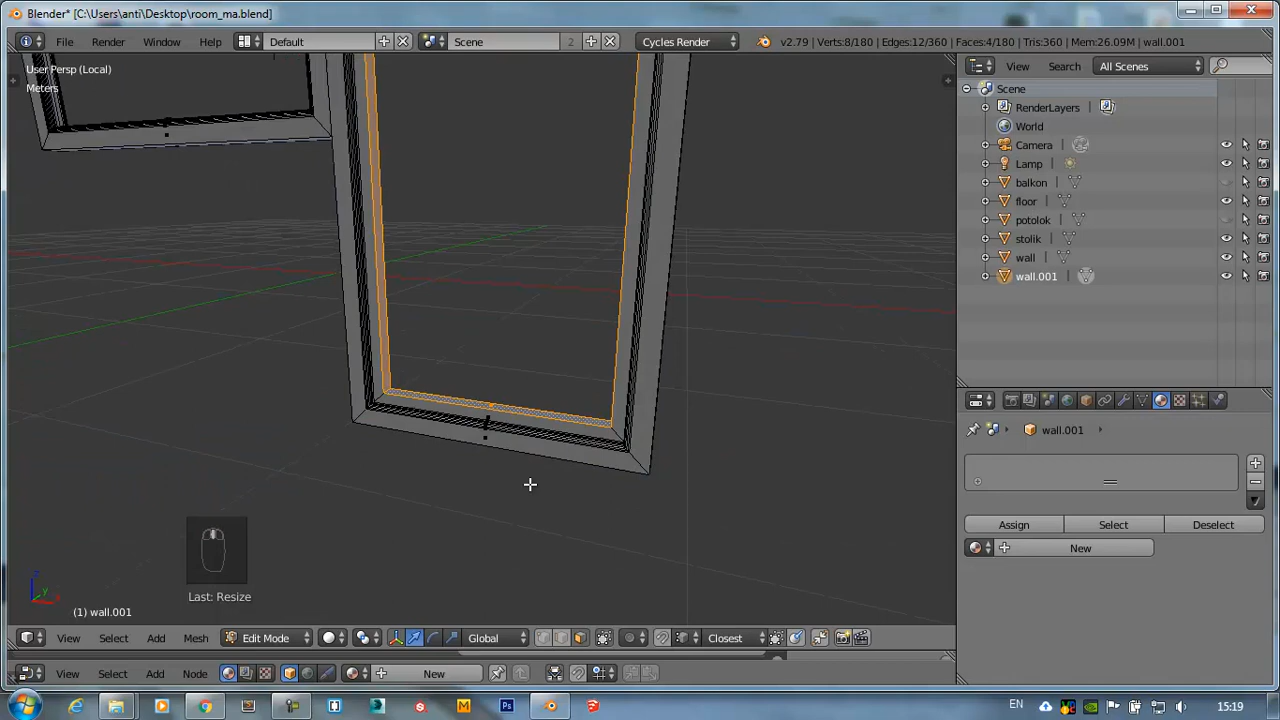 Blender* [C:\Users\anti\Desktop\room_ma.blend]
File Render Window Help Default Scene 2 Cycles Render v2.79 | Verts:8/180 | Edges:12/360 | Faces:4/180 | Tris:360 | Mem:26.09M | wall.001
User Persp (Local)
Meters
View Search All Scenes
Scene
RenderLayers
World
Camera
Lamp
balkon
floor
potolok
stolik
wall
wall.001
wall.001
Assign Select Deselect
New
Last: Resize
(1) wall.001
View Select Add Mesh Edit Mode Global Closest
View Select Add Node New
EN 15:19